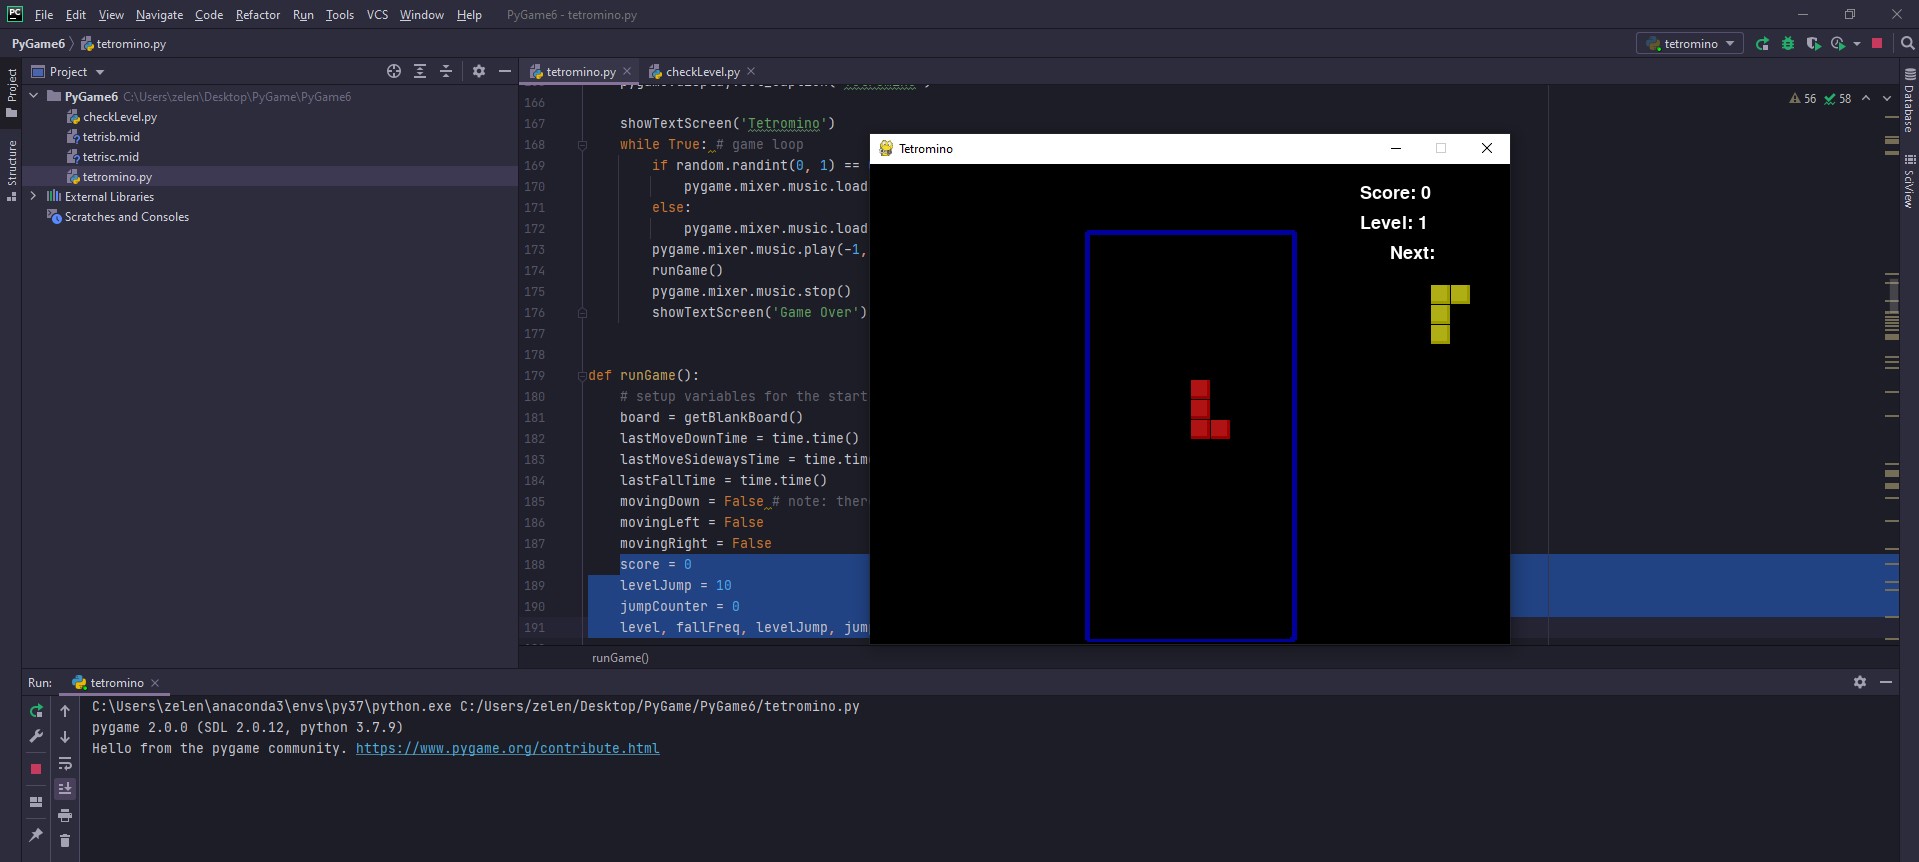 PC File Edit View Navigate Code Refactor Run Tools VCS Window Help PyGame6 - tetromino.py
PyGame6 tetromino.py tetromino
Project
Structure
Project
PyGame6 C:\Users\zelen\Desktop\PyGame\PyGame6
checkLevel.py
tetrisb.mid
tetrisc.mid
tetromino.py
External Libraries
Scratches and Consoles
tetromino.py checkLevel.py
56 58
166
167 showTextScreen('Tetromino')
168 while True: # game loop
169 if random.randint(0, 1) ==
170 pygame.mixer.music.load
171 else:
172 pygame.mixer.music.load
173 pygame.mixer.music.play(-1,
174 runGame()
175 pygame.mixer.music.stop()
176 showTextScreen('Game Over')
177
178
179 def runGame():
180 # setup variables for the start
181 board = getBlankBoard()
182 lastMoveDownTime = time.time()
183 lastMoveSidewaysTime = time.tim
184 lastFallTime = time.time()
185 movingDown = False # note: ther
186 movingLeft = False
187 movingRight = False
188 score = 0
189 levelJump = 10
190 jumpCounter = 0
191 level, fallFreq, levelJump, jum
runGame()
Tetromino
Score: 0
Level: 1
Next:
Database
SciView
Run: tetromino
C:\Users\zelen\anaconda3\envs\py37\python.exe C:/Users/zelen/Desktop/PyGame/PyGame6/tetromino.py
pygame 2.0.0 (SDL 2.0.12, python 3.7.9)
Hello from the pygame community. https://www.pygame.org/contribute.html